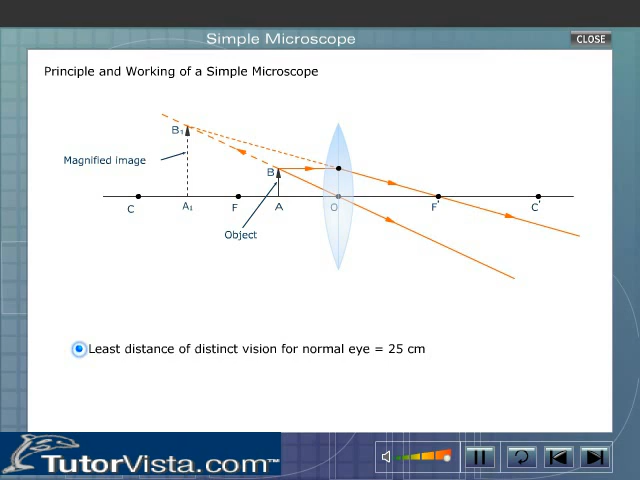 Simple Microscope
CLOSE
Principle and Working of a Simple Microscope
B₁
Magnified image
B
C
A₁
F
A
O
F'
C'
Object
Least distance of distinct vision for normal eye = 25 cm
TutorVista.com™